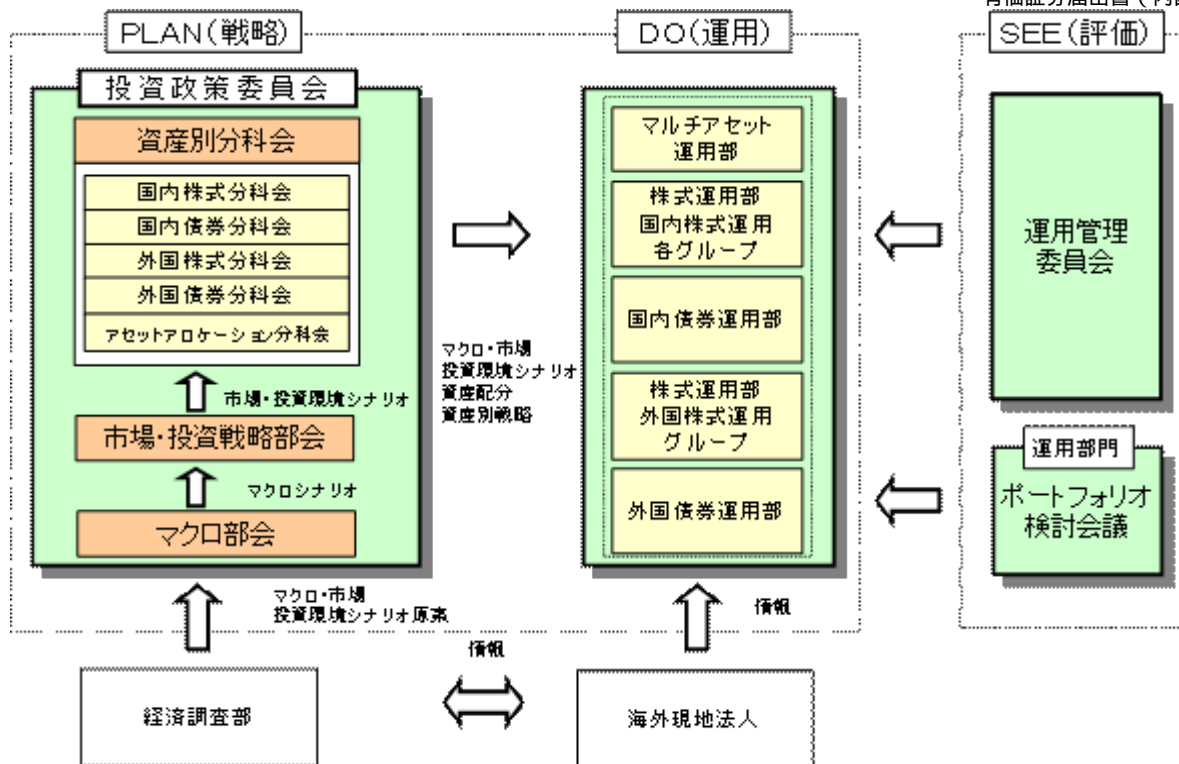 PLAN(戦略)
投資政策委員会
資産別分科会
国内株式分科会
国内債券分科会
外国株式分科会
外国債券分科会
アセットアロケーション分科会
市場・投資環境シナリオ
市場・投資戦略部会
マクロシナリオ
マクロ部会
マクロ・市場
投資環境シナリオ原案
経済調査部
マクロ・市場
投資環境シナリオ
資産配分
資産別戦略
情報
DO(運用)
マルチアセット
運用部
株式運用部
国内株式運用
各グループ
国内債券運用部
株式運用部
外国株式運用
グループ
外国債券運用部
情報
海外現地法人
SEE(評価)
運用管理
委員会
運用部門
ポートフォリオ
検討会議